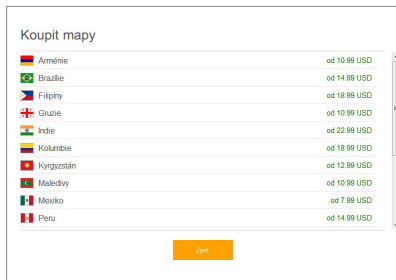 Koupit mapy
Arménie od 10.99 USD
Brazílie od 14.99 USD
Filipíny od 18.99 USD
Gruzie od 10.99 USD
Indie od 22.99 USD
Kolumbie od 18.99 USD
Kyrgyzstán od 12.99 USD
Maledivy od 10.99 USD
Mexiko od 7.99 USD
Peru od 14.99 USD
Zpět